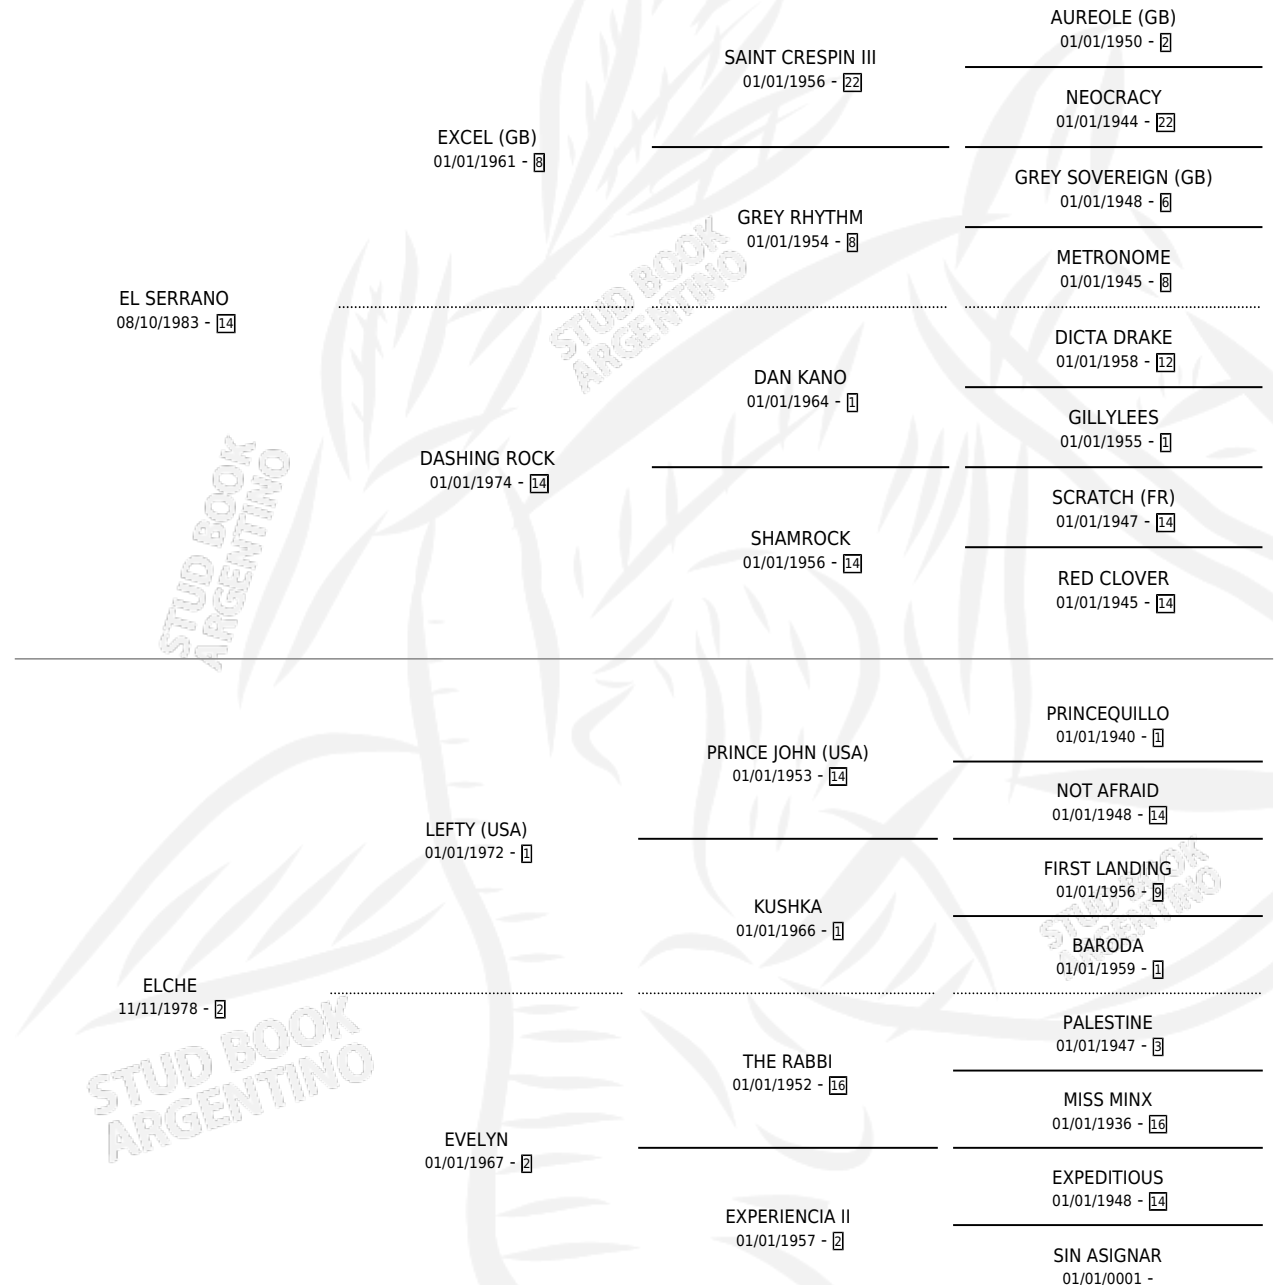 AUREOLE (GB)
01/01/1950 - 2
SAINT CRESPIN III
01/01/1956 - 22
NEOCRACY
01/01/1944 - 22
EXCEL (GB)
01/01/1961 - 8
GREY SOVEREIGN (GB)
01/01/1948 - 6
GREY RHYTHM
01/01/1954 - 8
METRONOME
01/01/1945 - 8
EL SERRANO
08/10/1983 - 14
DICTA DRAKE
01/01/1958 - 12
DAN KANO
01/01/1964 - 1
GILLYLEES
01/01/1955 - 1
DASHING ROCK
01/01/1974 - 14
SCRATCH (FR)
01/01/1947 - 14
SHAMROCK
01/01/1956 - 14
RED CLOVER
01/01/1945 - 14
PRINCEQUILLO
01/01/1940 - 1
PRINCE JOHN (USA)
01/01/1953 - 14
NOT AFRAID
01/01/1948 - 14
LEFTY (USA)
01/01/1972 - 1
FIRST LANDING
01/01/1956 - 9
KUSHKA
01/01/1966 - 1
BARODA
01/01/1959 - 1
ELCHE
11/11/1978 - 2
PALESTINE
01/01/1947 - 3
THE RABBI
01/01/1952 - 16
MISS MINX
01/01/1936 - 16
EVELYN
01/01/1967 - 2
EXPEDITIOUS
01/01/1948 - 14
EXPERIENCIA II
01/01/1957 - 2
SIN ASIGNAR
01/01/0001 -
STUD BOOK
ARGENTINO
STUD BOOK
ARGENTINO
STUD BOOK
ARGENTINO
STUD BOOK
ARGENTINO